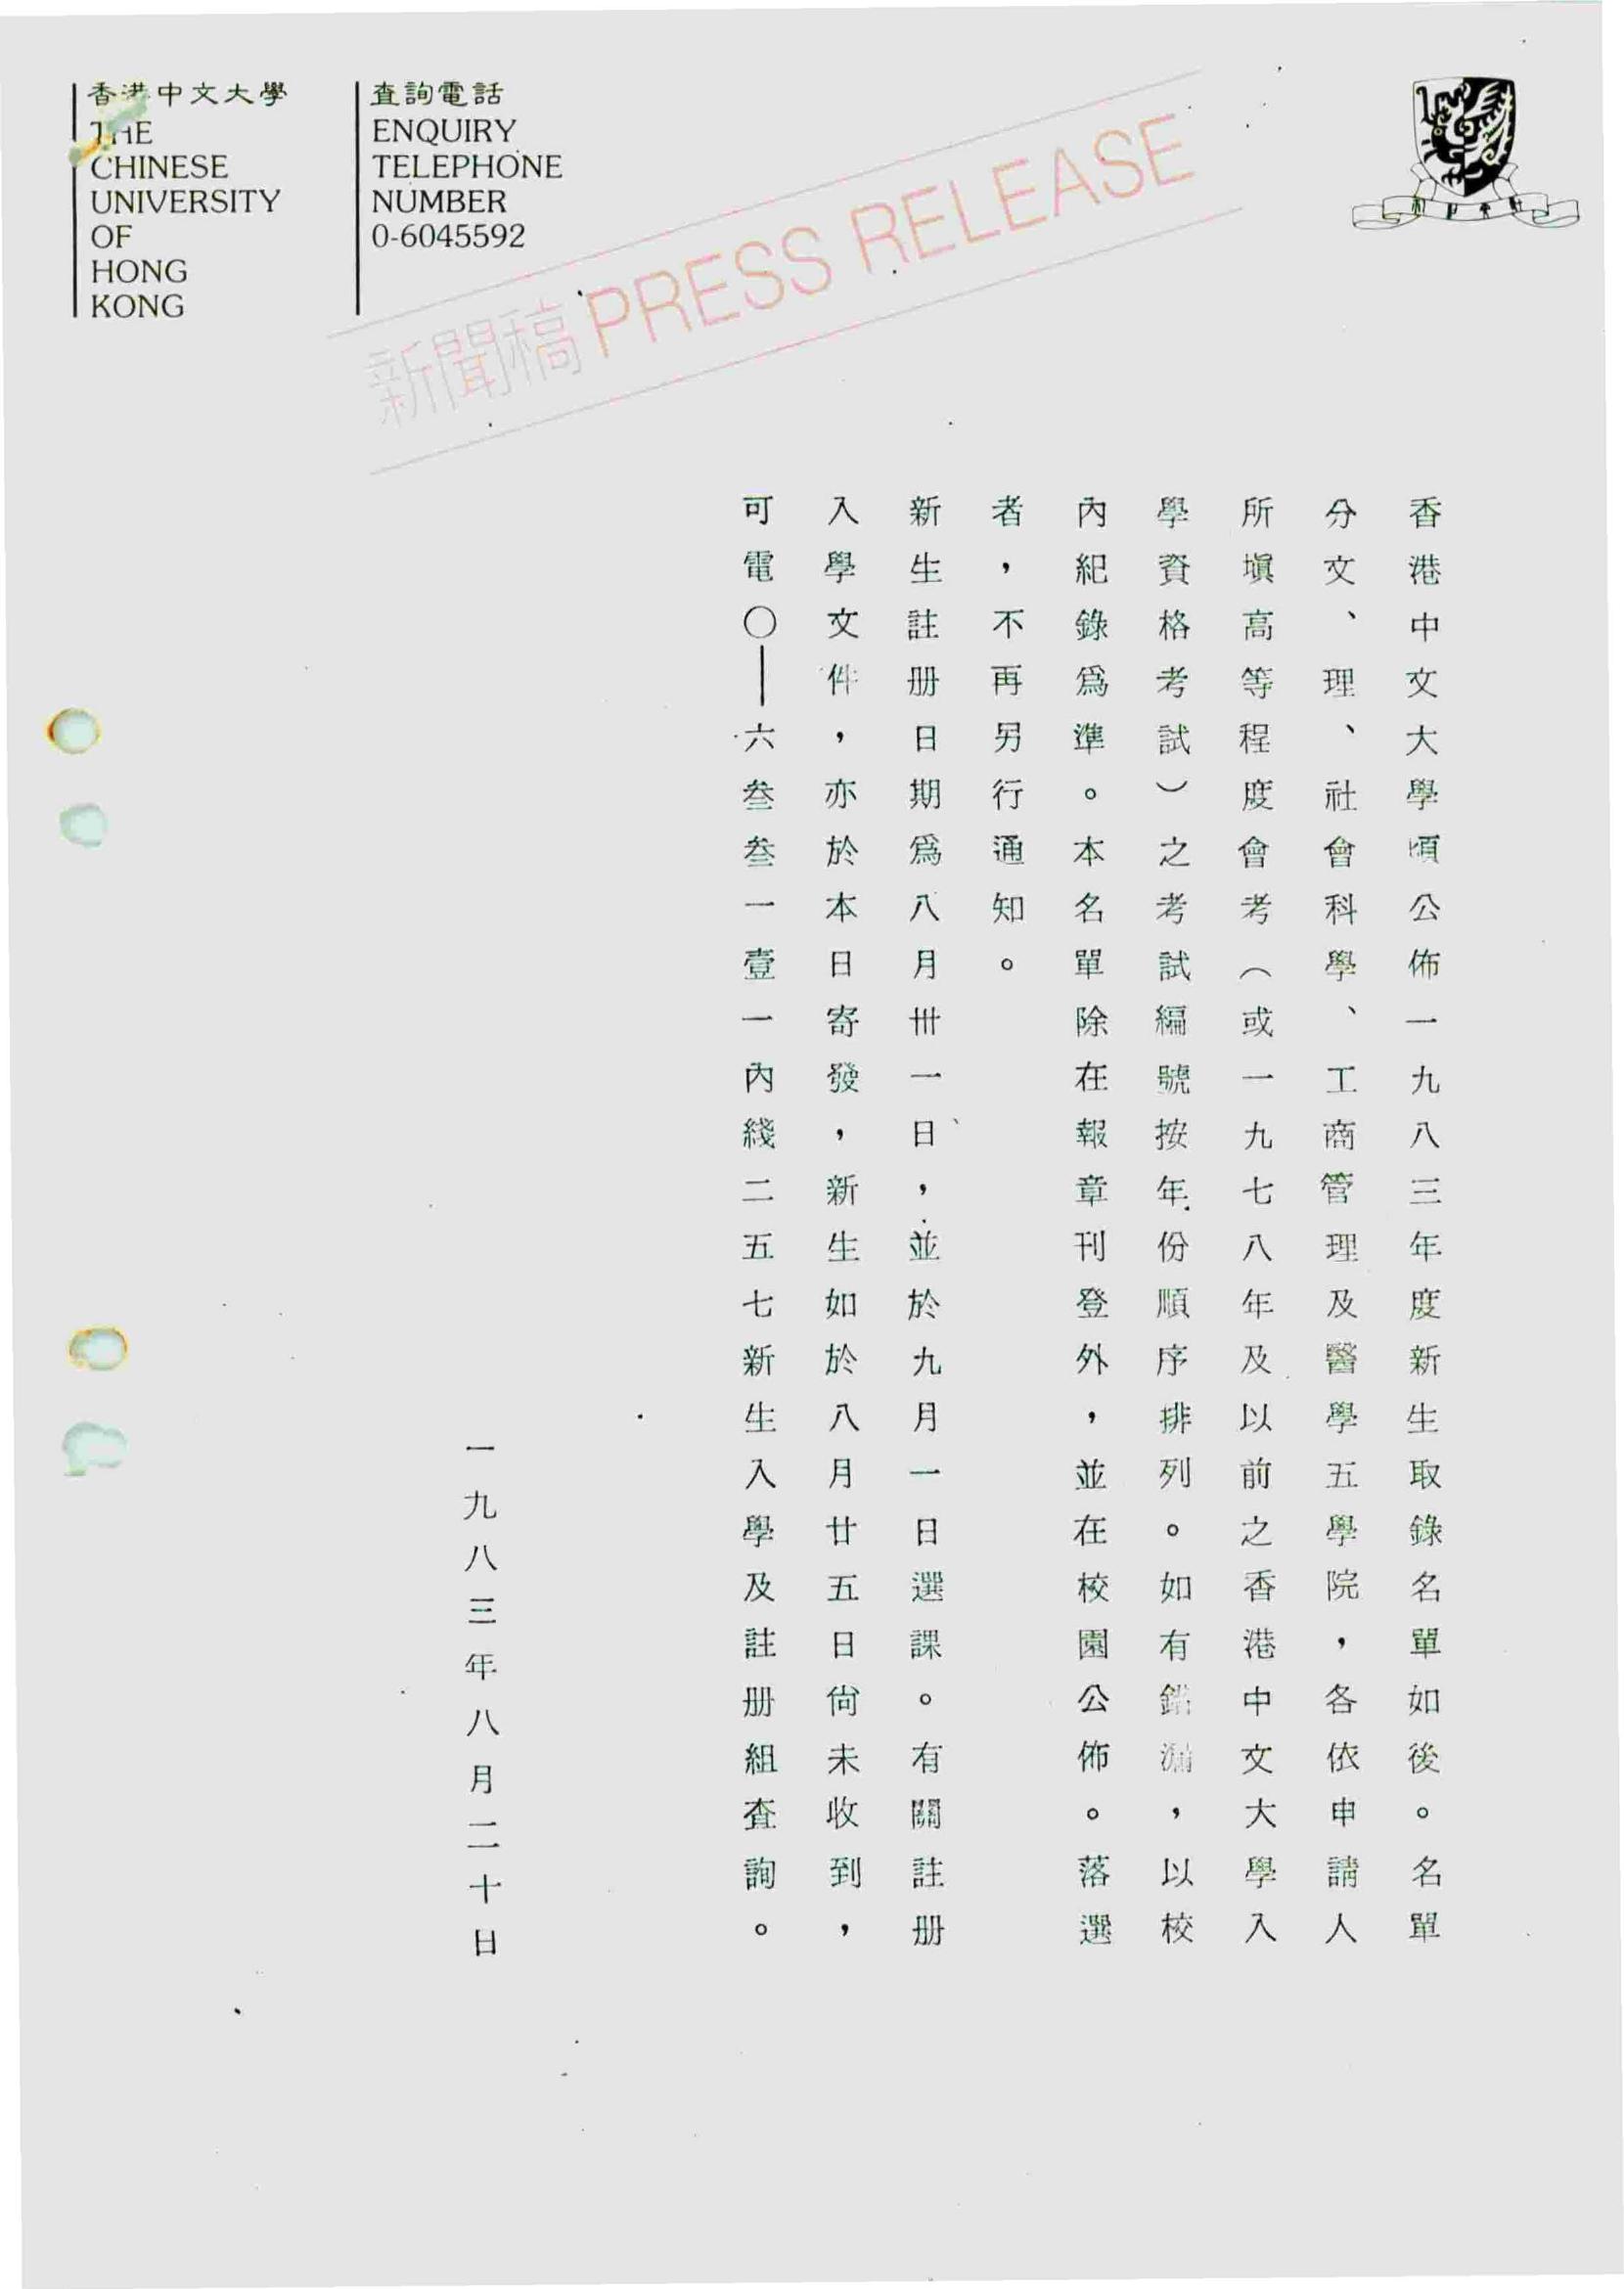 香港中文大學
THE
CHINESE
UNIVERSITY
OF
HONG
KONG
查詢電話
ENQUIRY
TELEPHONE
NUMBER
0-6045592
新聞稿 PRESS RELEASE
香港中文大學頃公佈一九八三年度新生取錄名單如後。名單
分文、理、社會科學、工商管理及醫學五學院，各依申請人
所塡高等程度會考（或一九七八年及以前之香港中文大學入
學資格考試）之考試編號按年份順序排列。如有錯漏，以校
內紀錄爲準。本名單除在報章刊登外，並在校園公佈。落選
者，不再另行通知。
新生註册日期爲八月卅一日，並於九月一日選課。有關註册
入學文件，亦於本日寄發，新生如於八月廿五日尙未收到，
可電〇—六叁叁一壹一內綫二五七新生入學及註册組查詢。
一九八三年八月二十日